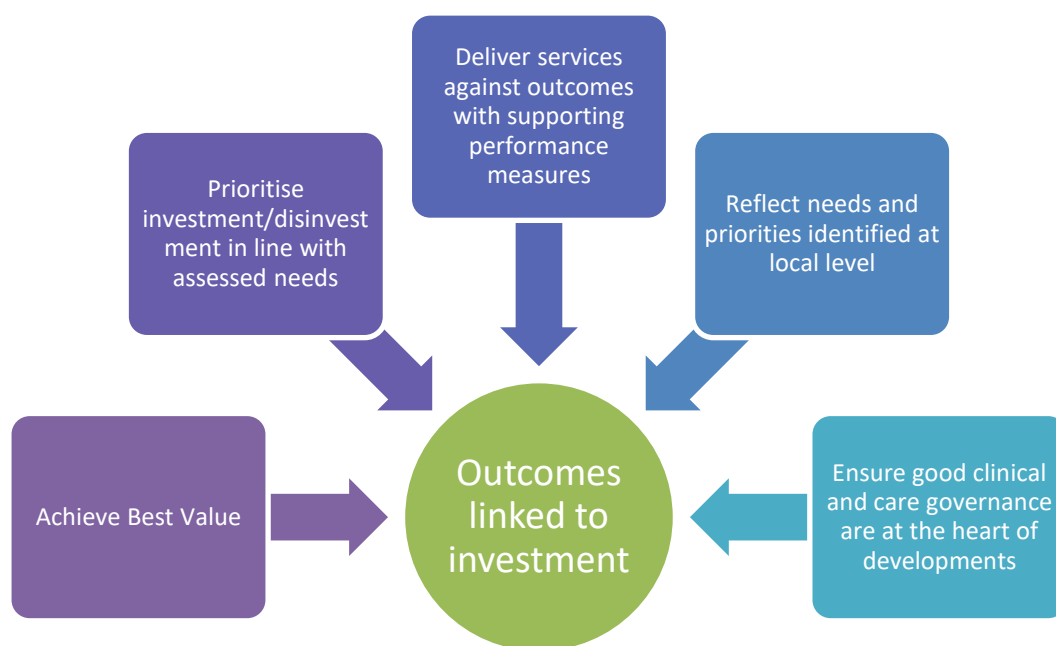 Deliver services
against outcomes
with supporting
performance
measures
Prioritise
investment/disinvest
ment in line with
assessed needs
Reflect needs and
priorities identified at
local level
Achieve Best Value
Outcomes
linked to
investment
Ensure good clinical
and care governance
are at the heart of
developments